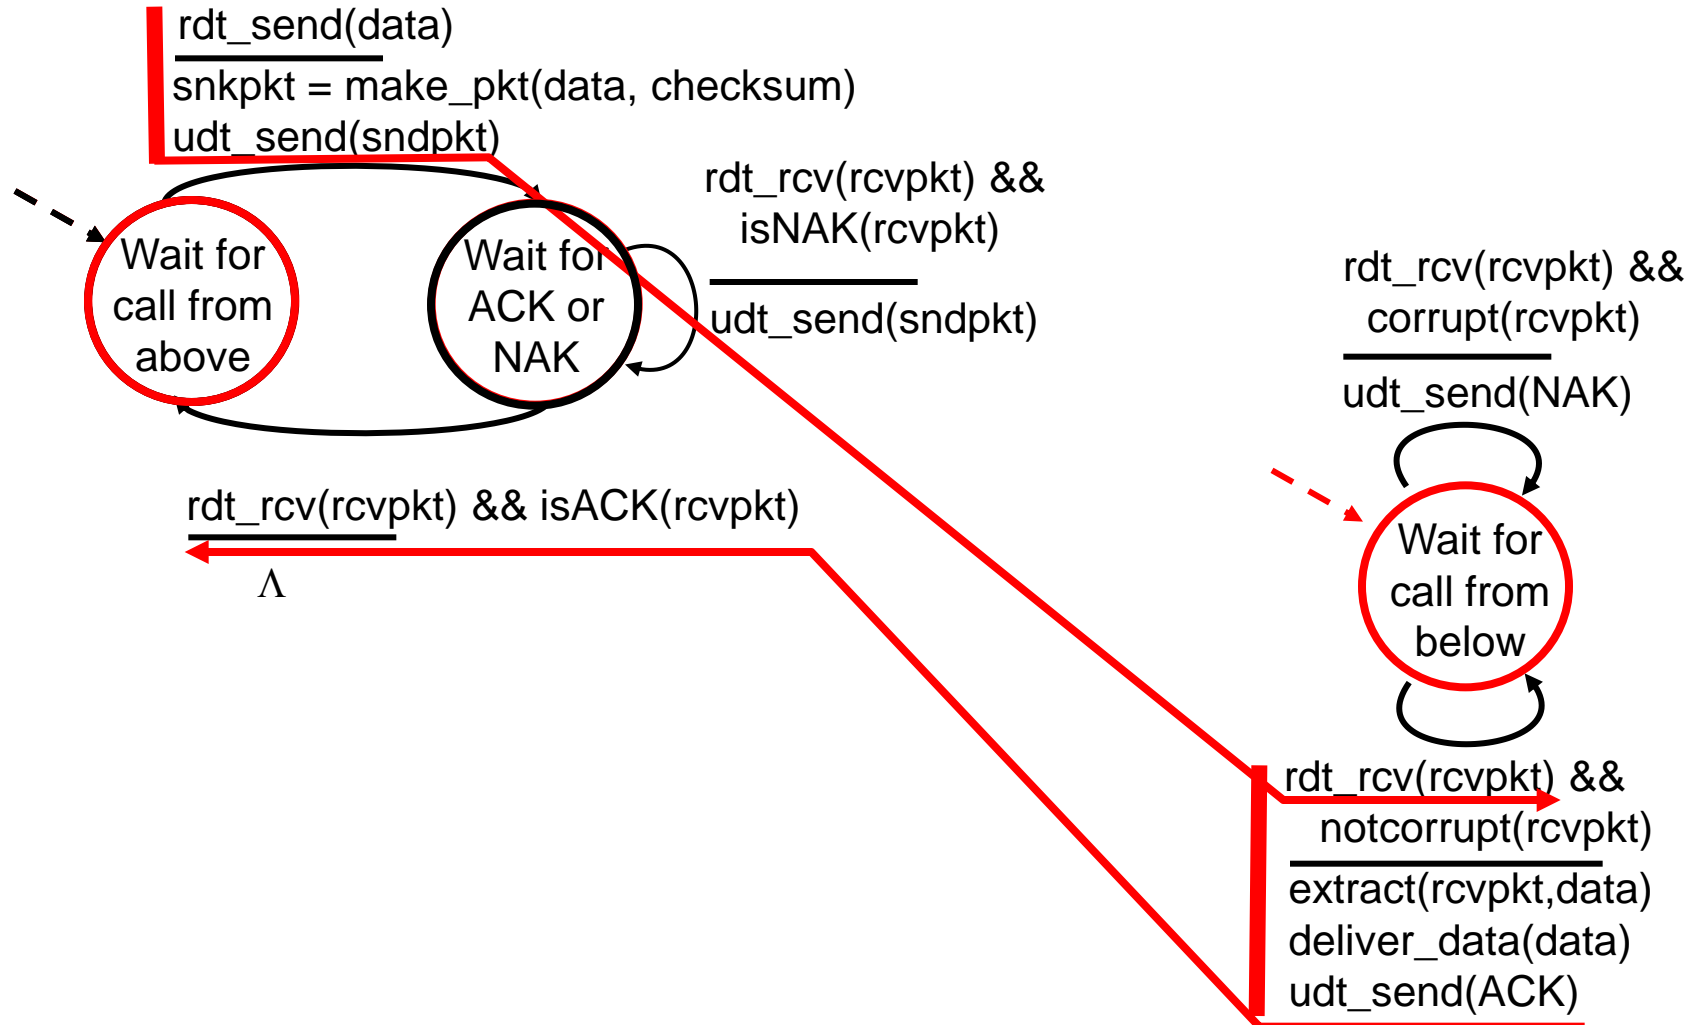 rdt_send(data)
snkpkt = make_pkt(data, checksum)
udt_send(sndpkt)
Wait for
call from
above
Wait for
ACK or
NAK
rdt_rcv(rcvpkt) &&
isNAK(rcvpkt)
udt_send(sndpkt)
rdt_rcv(rcvpkt) && isACK(rcvpkt)
Λ
rdt_rcv(rcvpkt) &&
corrupt(rcvpkt)
udt_send(NAK)
Wait for
call from
below
rdt_rcv(rcvpkt) &&
notcorrupt(rcvpkt)
extract(rcvpkt,data)
deliver_data(data)
udt_send(ACK)